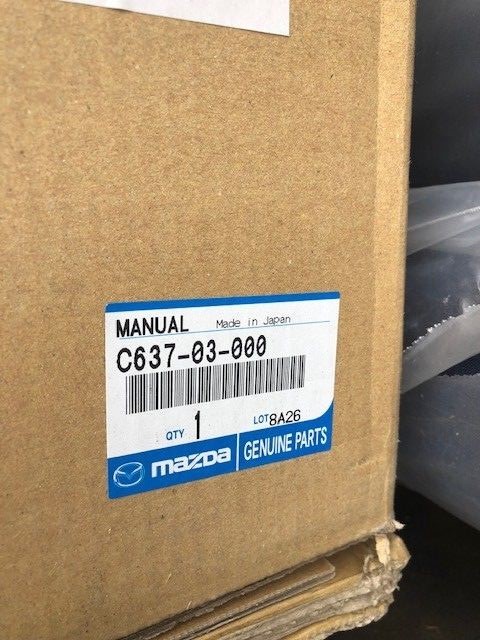 MANUAL Made in Japan
C637-03-000
QTY 1 LOT 8A26
mazda GENUINE PARTS